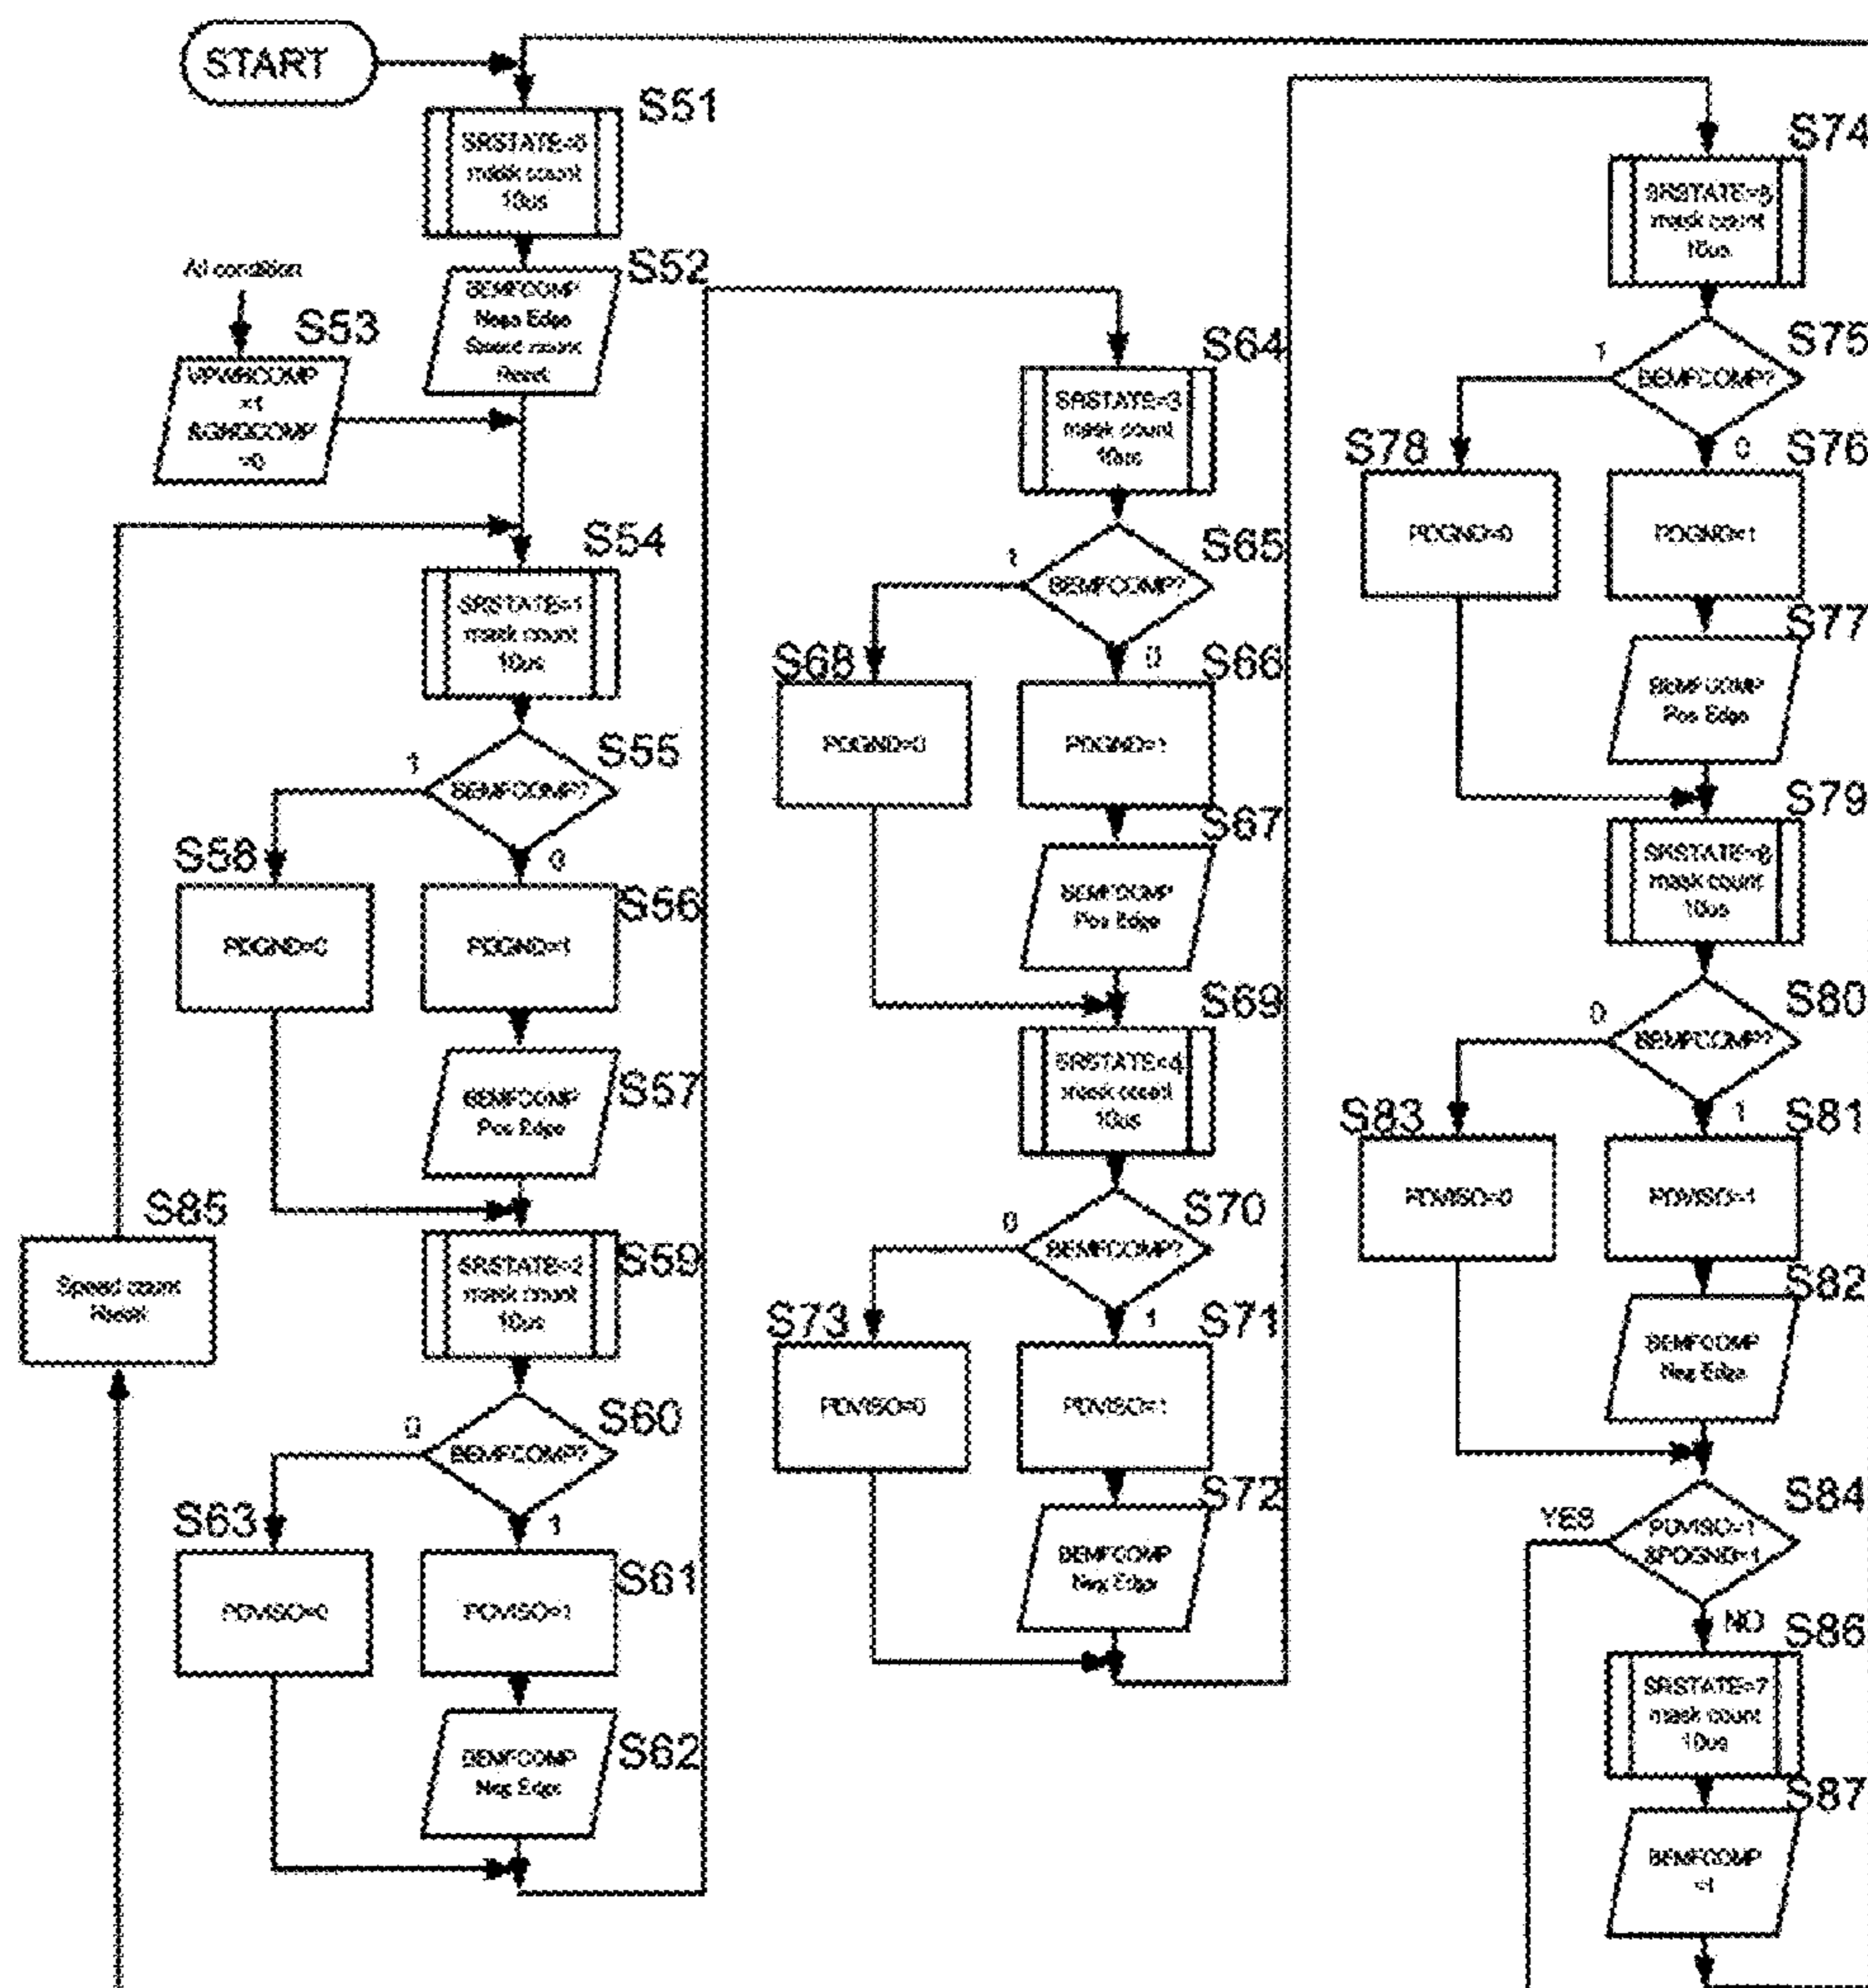 START
S51
SRSTATE=0
mask count
10us
S52
BEMFCOMP
Nega Edge
Speed count
Reset
All condition
S53
VPWRCOMP
=1
&GNDCOMP
=0
S54
SRSTATE=1
mask count
10us
S55
BEMFCOMP?
1
0
S58
PDGND=0
S56
PDGND=1
S57
BEMFCOMP
Pos Edge
S59
SRSTATE=2
mask count
10us
S60
BEMFCOMP?
0
1
S63
PDVISO=0
S61
PDVISO=1
S62
BEMFCOMP
Neg Edge
S85
Speed count
Reset
S64
SRSTATE=3
mask count
10us
S65
BEMFCOMP?
1
0
S68
PDGND=0
S66
PDGND=1
S67
BEMFCOMP
Pos Edge
S69
SRSTATE=4
mask count
10us
S70
BEMFCOMP?
0
1
S73
PDVISO=0
S71
PDVISO=1
S72
BEMFCOMP
Neg Edge
S74
SRSTATE=5
mask count
10us
S75
BEMFCOMP?
1
0
S78
PDGND=0
S76
PDGND=1
S77
BEMFCOMP
Pos Edge
S79
SRSTATE=6
mask count
10us
S80
BEMFCOMP?
0
1
S83
PDVISO=0
S81
PDVISO=1
S82
BEMFCOMP
Neg Edge
S84
PDVISO=1
&PDGND=1
YES
NO
S86
SRSTATE=7
mask count
10us
S87
BEMFCOMP
=1